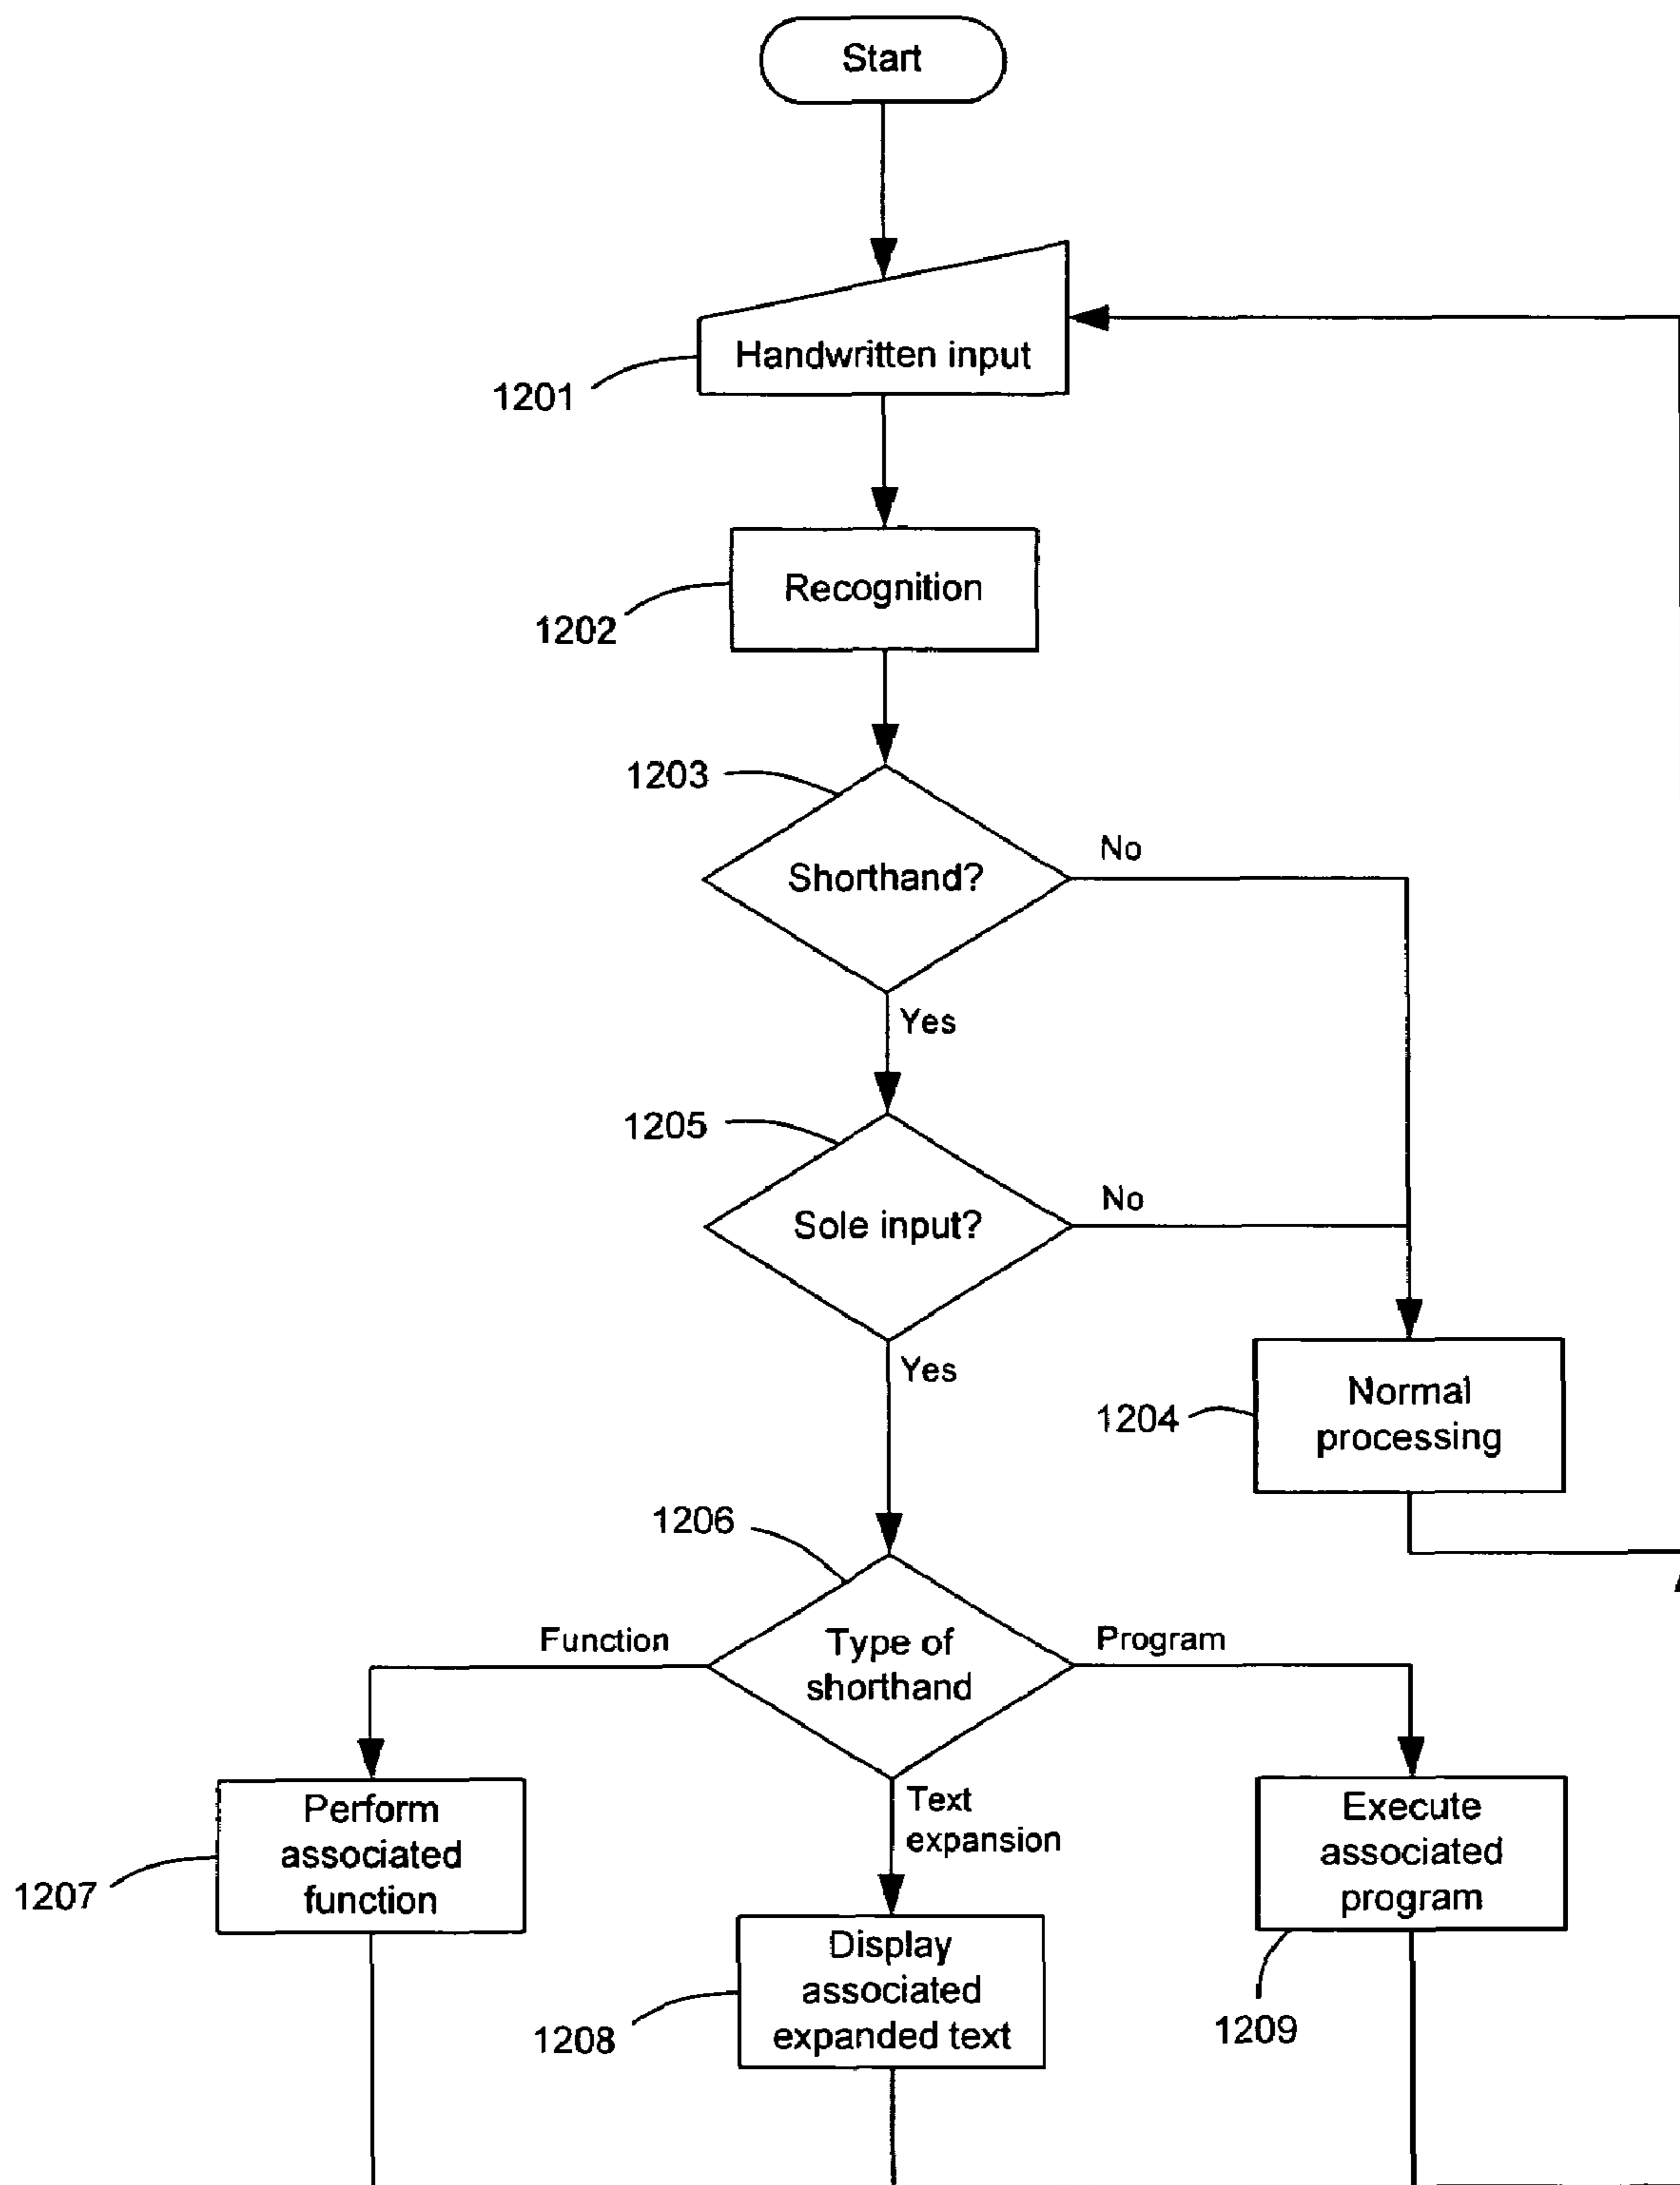 Start
Handwritten input
1201
Recognition
1202
1203
Shorthand?
No
Yes
1205
Sole input?
No
Yes
Normal
processing
1204
1206
Type of
shorthand
Function
Program
Text
expansion
Perform
associated
function
1207
Display
associated
expanded text
1208
Execute
associated
program
1209